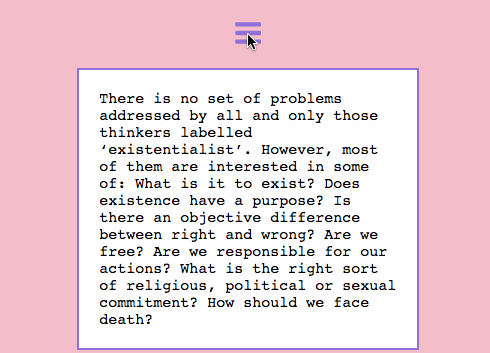 There is no set of problems
addressed by all and only those
thinkers labelled
‘existentialist’. However, most
of them are interested in some
of: What is it to exist? Does
existence have a purpose? Is
there an objective difference
between right and wrong? Are we
free? Are we responsible for our
actions? What is the right sort
of religious, political or sexual
commitment? How should we face
death?